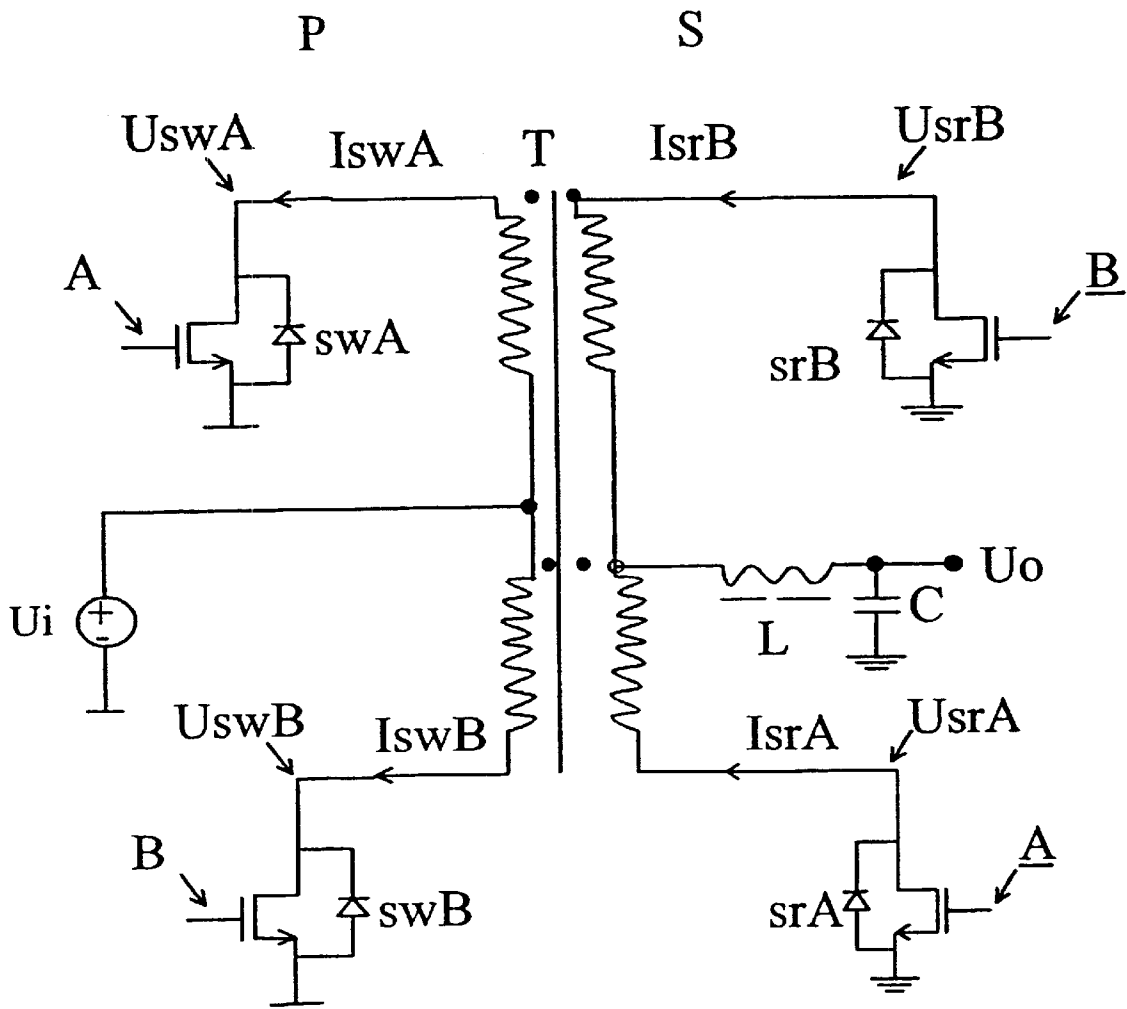 P S
UswA IswA T IsrB UsrB
A B
swA srB
Ui + - Uo
C
L
UswB IswB IsrA UsrA
B A
swB srA